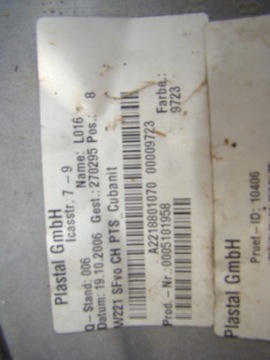 Plastal GmbH
Icasstr. 7 - 9
Name: L016
Q-Stand: 006
Datum: 19.10.2006 Gest.: 270295 Pos.: 8
W221 SFvo CH PTS Cubanit
Farbe: 9723
A2218801070 00009723
Prod.-Nr.:0005101958
Plastal GmbH
Pruef-ID: 10406